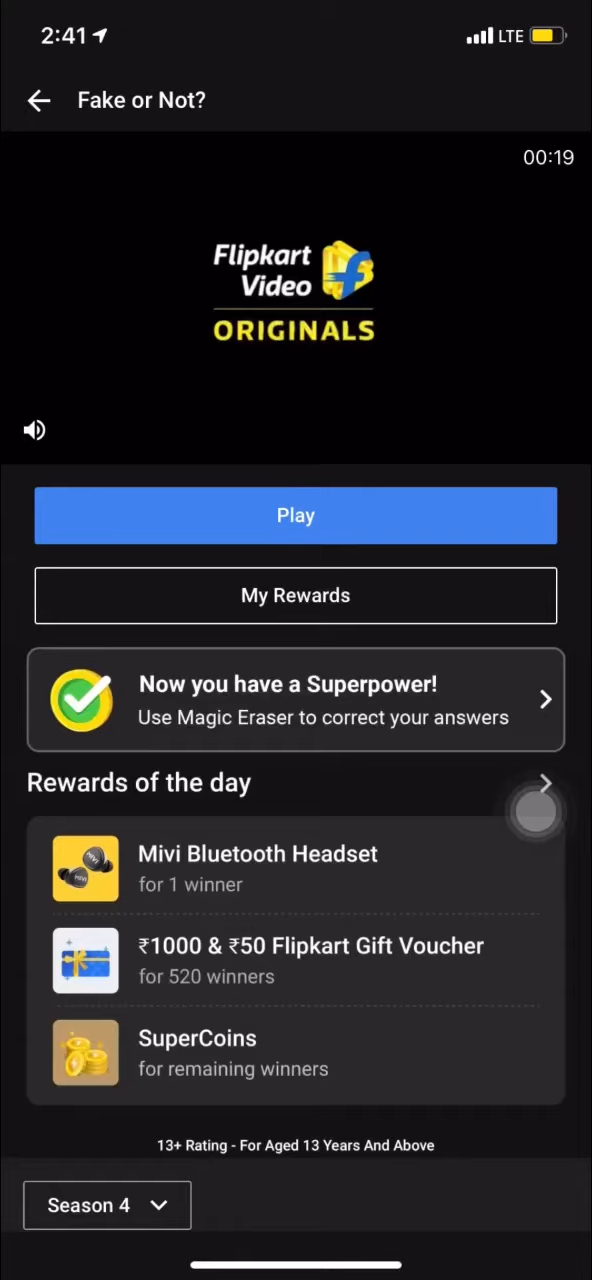 2:41
LTE
Fake or Not?
00:19
Flipkart
Video
ORIGINALS
Play
My Rewards
Now you have a Superpower!
Use Magic Eraser to correct your answers
Rewards of the day
MIVI
MIVI
Mivi Bluetooth Headset
for 1 winner
₹1000 & ₹50 Flipkart Gift Voucher
for 520 winners
SuperCoins
for remaining winners
13+ Rating - For Aged 13 Years And Above
Season 4